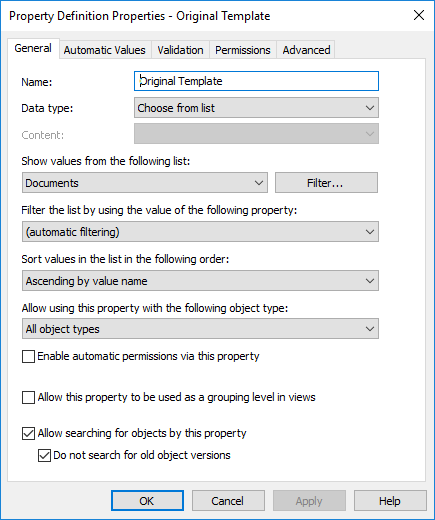 Property Definition Properties - Original Template
General Automatic Values Validation Permissions Advanced
Name: Original Template
Data type: Choose from list
Content:
Show values from the following list:
Documents Filter...
Filter the list by using the value of the following property:
(automatic filtering)
Sort values in the list in the following order:
Ascending by value name
Allow using this property with the following object type:
All object types
Enable automatic permissions via this property
Allow this property to be used as a grouping level in views
Allow searching for objects by this property
Do not search for old object versions
OK Cancel Apply Help